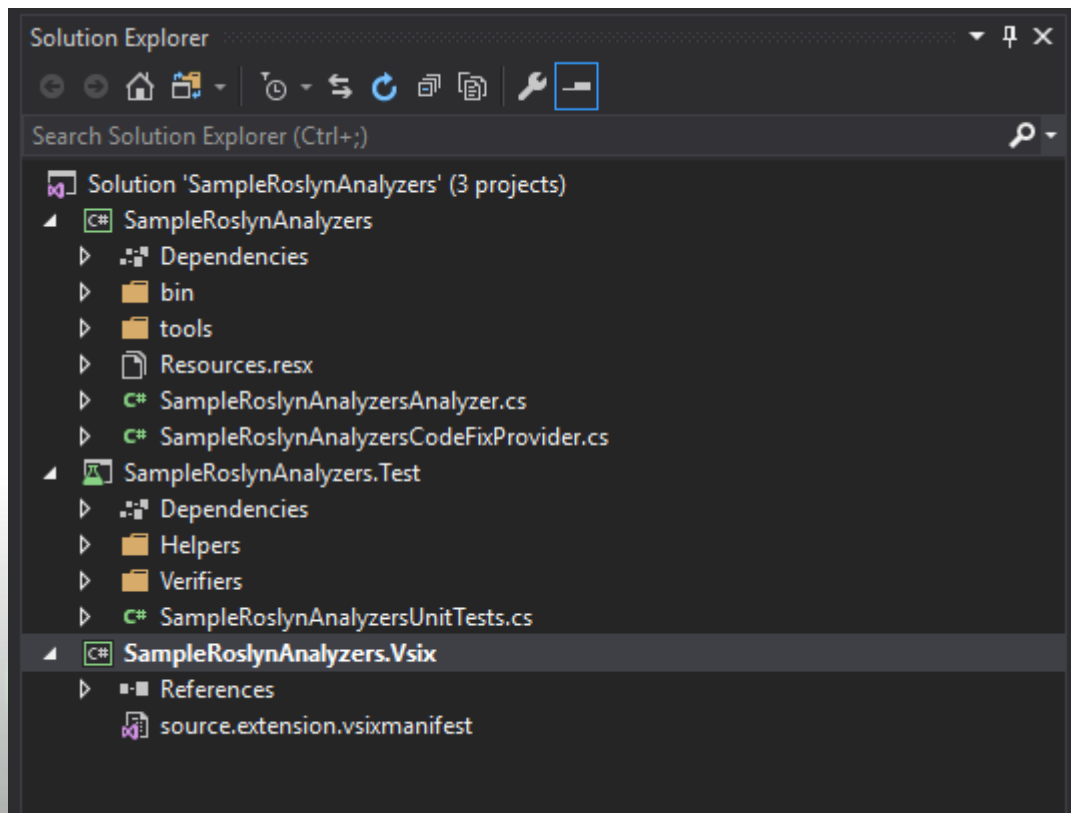 Solution Explorer
Search Solution Explorer (Ctrl+;)
Solution 'SampleRoslynAnalyzers' (3 projects)
C# SampleRoslynAnalyzers
Dependencies
bin
tools
Resources.resx
C# SampleRoslynAnalyzersAnalyzer.cs
C# SampleRoslynAnalyzersCodeFixProvider.cs
SampleRoslynAnalyzers.Test
Dependencies
Helpers
Verifiers
C# SampleRoslynAnalyzersUnitTests.cs
C# SampleRoslynAnalyzers.Vsix
References
source.extension.vsixmanifest